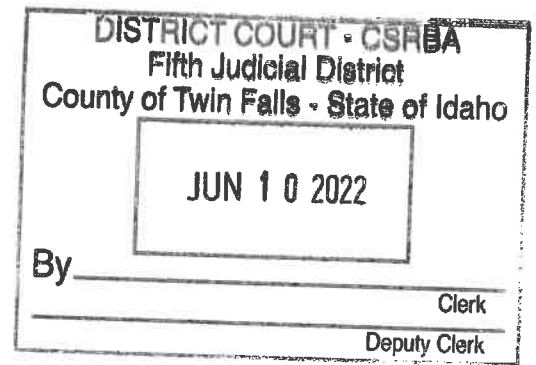 DISTRICT COURT - CSRBA
Fifth Judicial District
County of Twin Falls - State of Idaho
JUN 10 2022
By
Clerk
Deputy Clerk